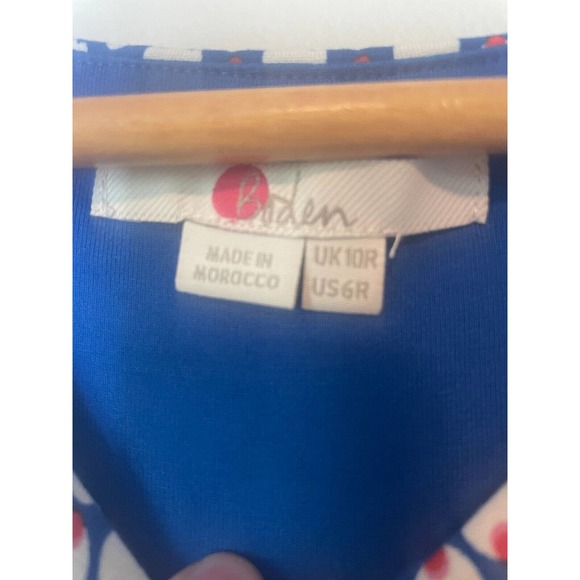 Boden
MADE IN
MOROCCO
UK10R
US6R